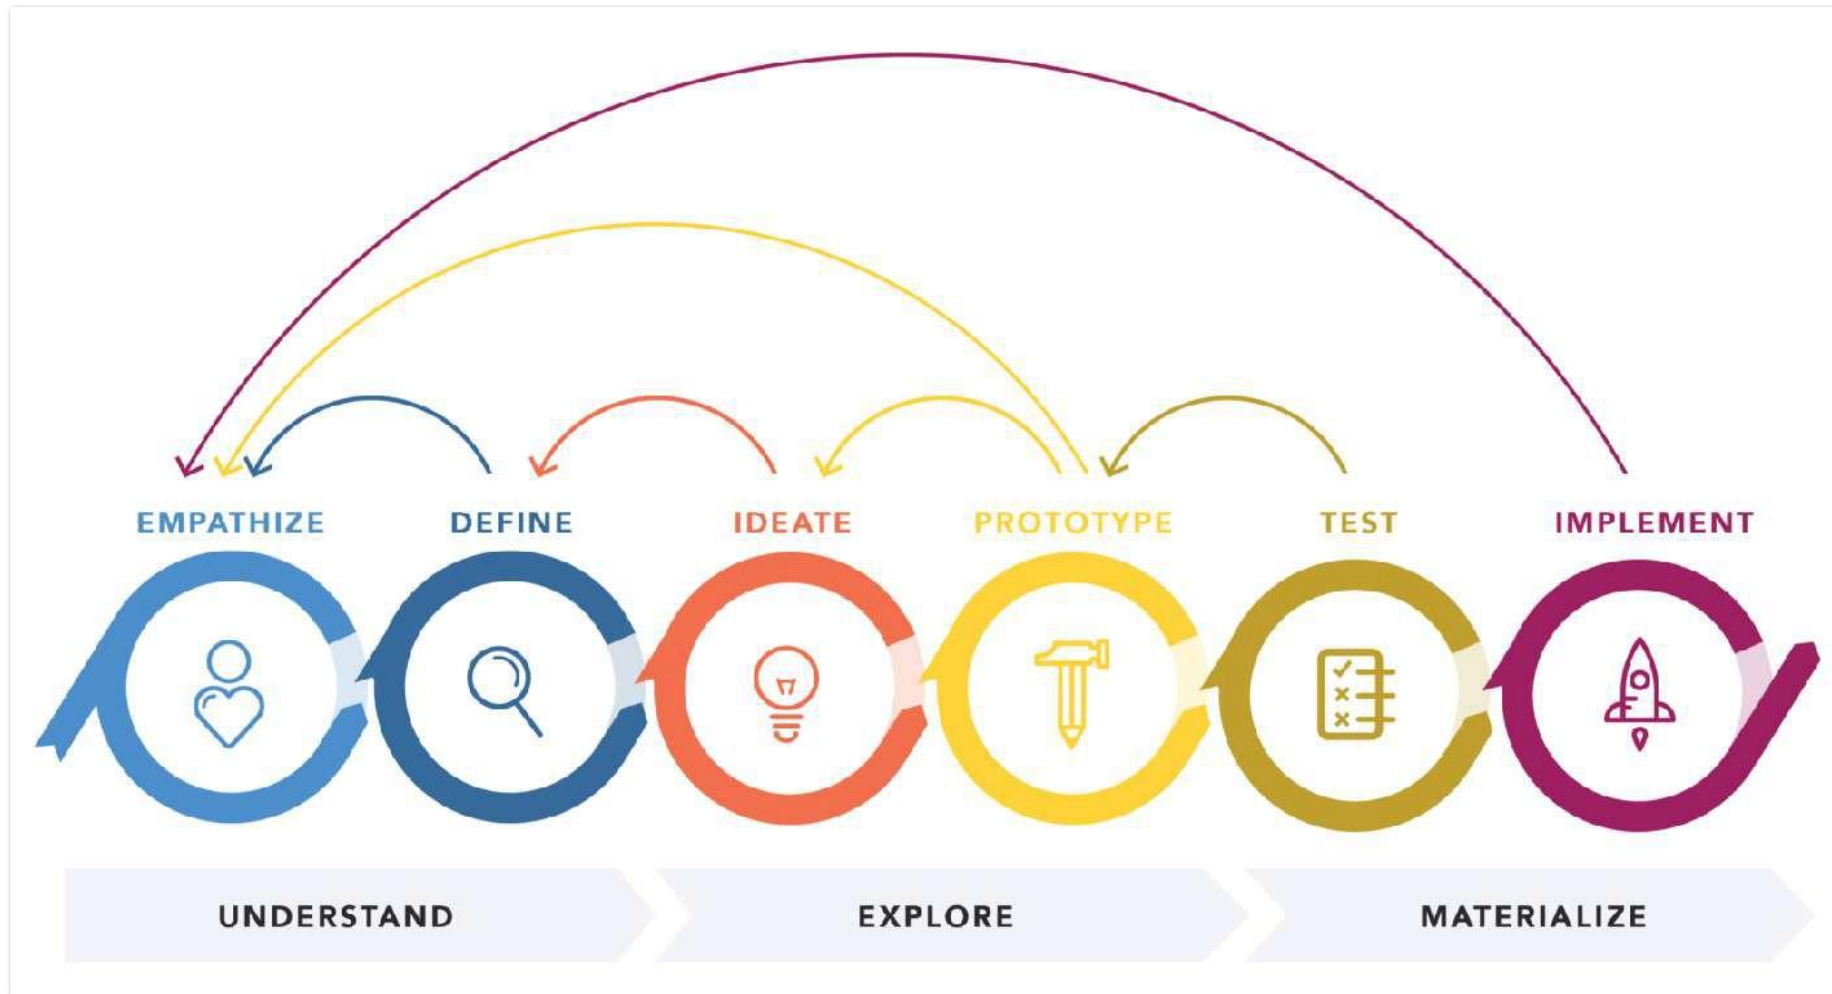 EMPATHIZE
DEFINE
IDEATE
PROTOTYPE
TEST
IMPLEMENT
UNDERSTAND
EXPLORE
MATERIALIZE